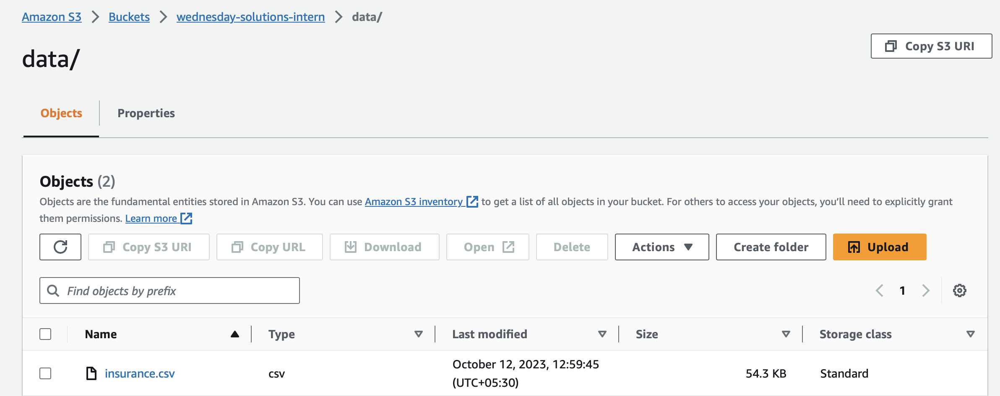 Amazon S3 > Buckets > wednesday-solutions-intern > data/
Copy S3 URI
data/
Objects Properties
Objects (2)
Objects are the fundamental entities stored in Amazon S3. You can use Amazon S3 inventory to get a list of all objects in your bucket. For others to access your objects, you’ll need to explicitly grant
them permissions. Learn more
Copy S3 URI Copy URL Download Open Delete Actions Create folder Upload
Find objects by prefix
1
Name Type Last modified Size Storage class
insurance.csv csv October 12, 2023, 12:59:45
(UTC+05:30) 54.3 KB Standard